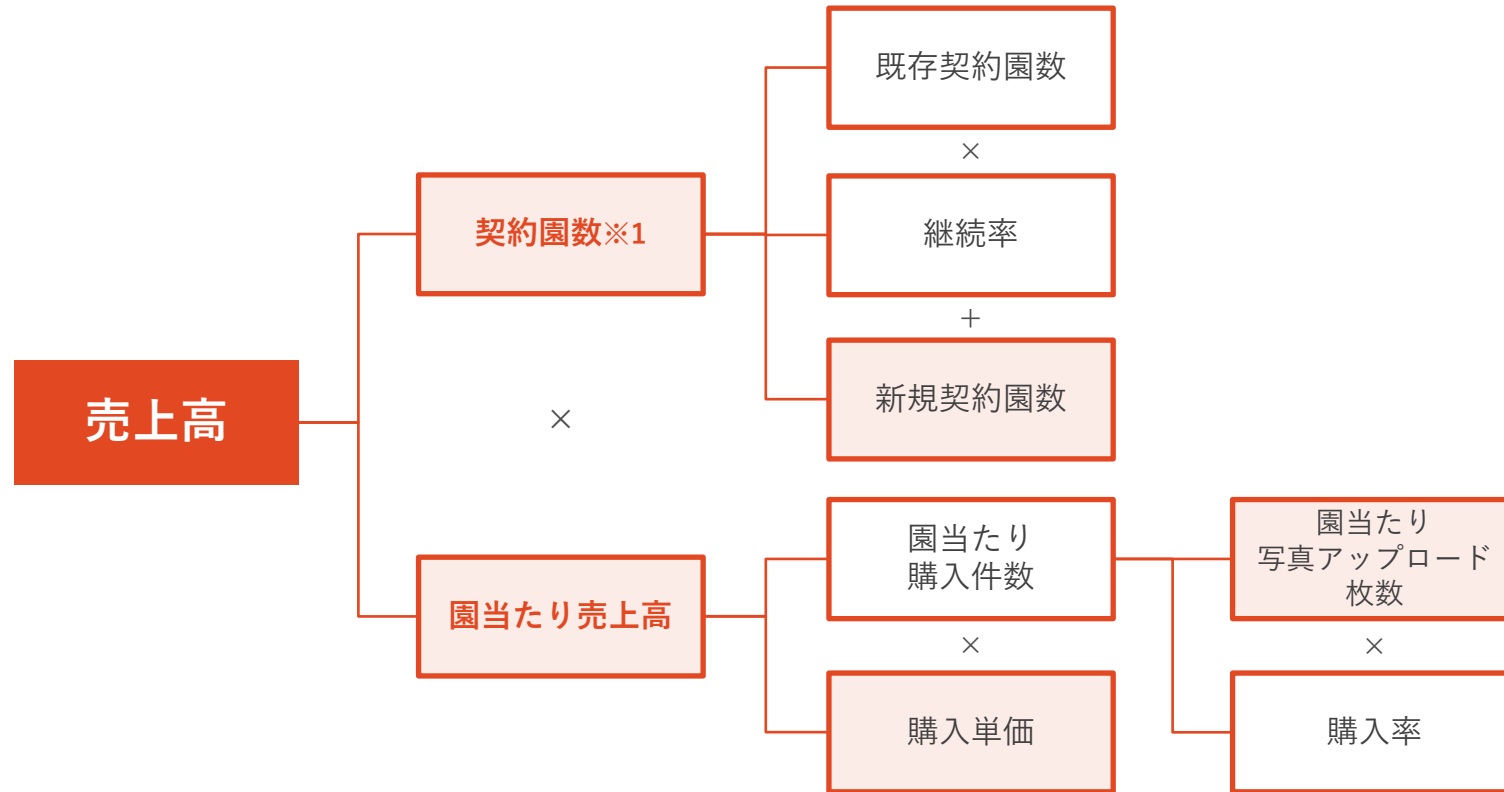 既存契約園数
×
契約園数※1
継続率
+
新規契約園数
売上高
×
園当たり
購入件数
園当たり
写真アップロード
枚数
園当たり売上高
×
×
購入単価
購入率